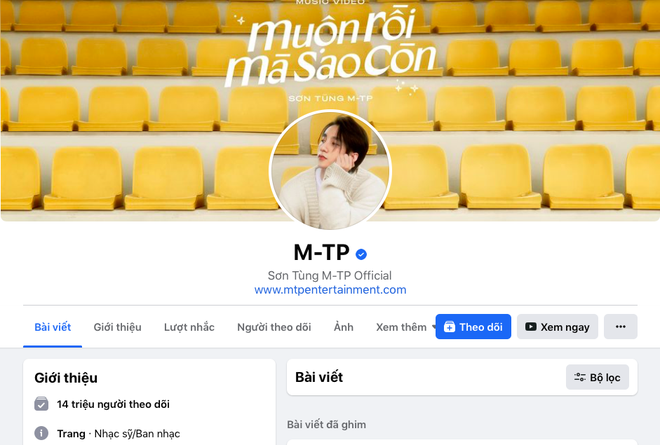 MUSIC VIDEO
muộn rồi
mà sao còn
SƠN TÙNG M-TP
M-TP
Sơn Tùng M-TP Official
www.mtpentertainment.com
Bài viết Giới thiệu Lượt nhắc Người theo dõi Ảnh Xem thêm Theo dõi Xem ngay
Giới thiệu
14 triệu người theo dõi
Trang · Nhạc sỹ/Ban nhạc
Bài viết Bộ lọc
Bài viết đã ghim